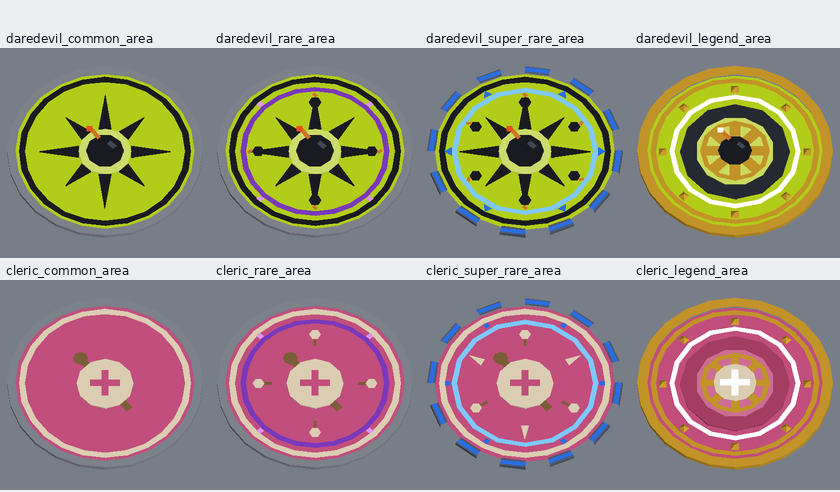 daredevil_common_area
daredevil_rare_area
daredevil_super_rare_area
daredevil_legend_area
cleric_common_area
cleric_rare_area
cleric_super_rare_area
cleric_legend_area